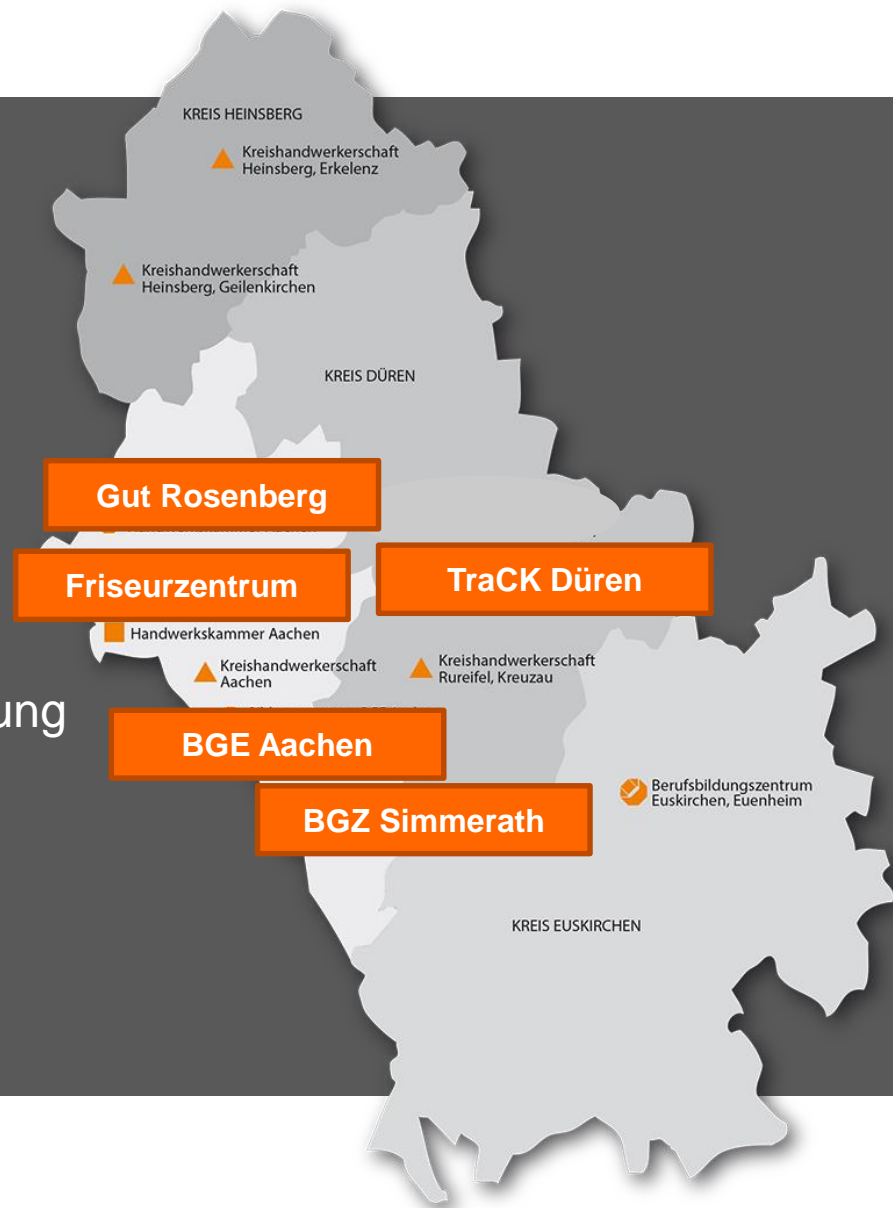 KREIS HEINSBERG
Kreishandwerkerschaft
Heinsberg, Erkelenz
Kreishandwerkerschaft
Heinsberg, Geilenkirchen
KREIS DÜREN
Gut Rosenberg
Friseurzentrum
TraCK Düren
Handwerkskammer Aachen
Kreishandwerkerschaft
Aachen
Kreishandwerkerschaft
Rureifel, Kreuzau
ung
BGE Aachen
Berufsbildungszentrum
Euskirchen, Euenheim
BGZ Simmerath
KREIS EUSKIRCHEN